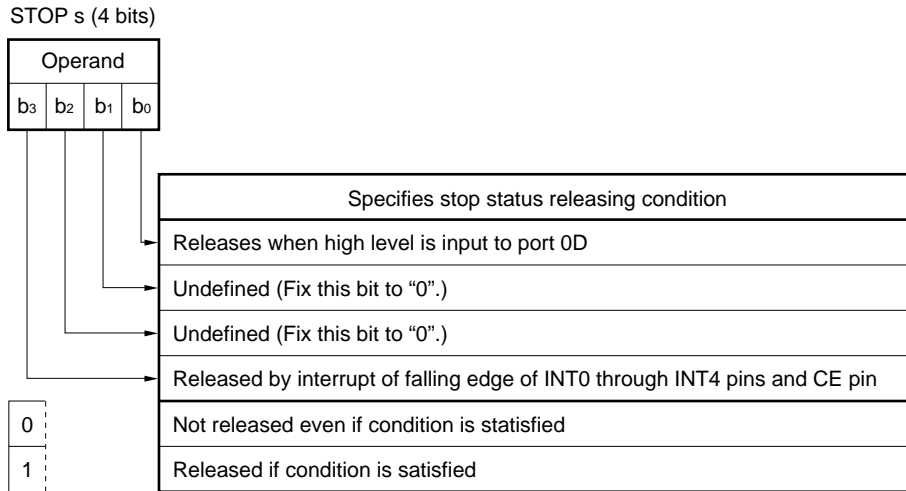 STOP s (4 bits)
Operand
b3 b2 b1 b0
Specifies stop status releasing condition
Releases when high level is input to port 0D
Undefined (Fix this bit to “0”.)
Undefined (Fix this bit to “0”.)
Released by interrupt of falling edge of INT0 through INT4 pins and CE pin
0 Not released even if condition is statisfied
1 Released if condition is satisfied